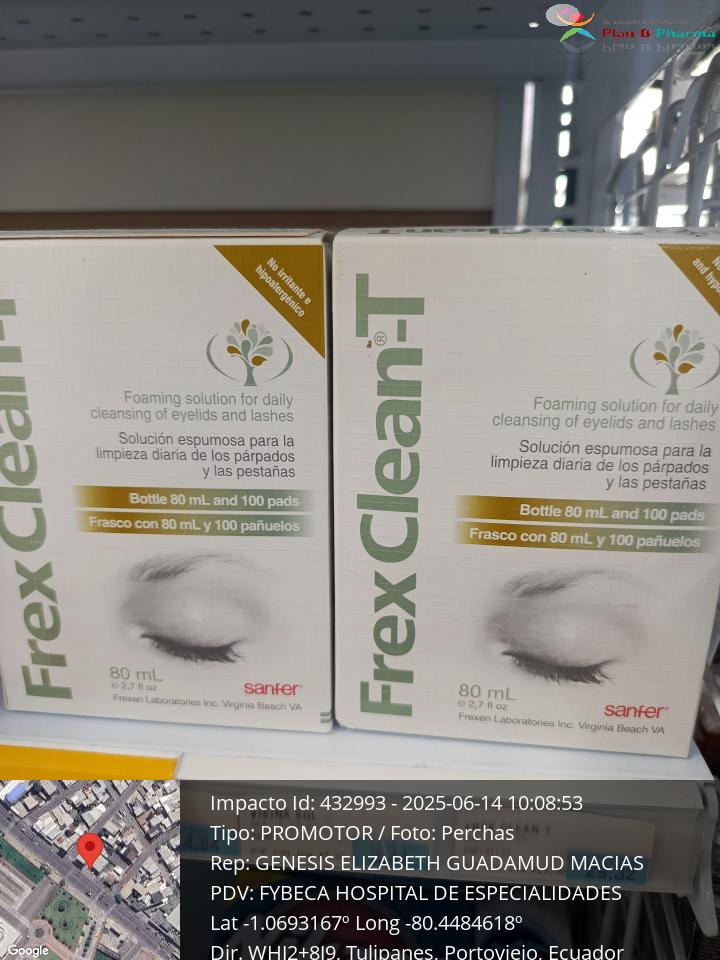 Plan B Pharma
No irritante e
hipoalergénico
Frex Clean-T
Foaming solution for daily
cleansing of eyelids and lashes
Solución espumosa para la
limpieza diaria de los párpados
y las pestañas
Bottle 80 mL and 100 pads
Frasco con 80 mL y 100 pañuelos
80 mL
e 2,7 fl oz
sanfer®
Frexen Laboratories Inc. Virginia Beach VA
Frex Clean®-T
Foaming solution for daily
cleansing of eyelids and lashes
Solución espumosa para la
limpieza diaria de los párpados
y las pestañas
Bottle 80 mL and 100 pads
Frasco con 80 mL y 100 pañuelos
80 mL
e 2,7 fl oz
sanfer®
Frexen Laboratories Inc. Virginia Beach VA
Impacto Id: 432993 - 2025-06-14 10:08:53
Tipo: PROMOTOR / Foto: Perchas
Rep: GENESIS ELIZABETH GUADAMUD MACIAS
PDV: FYBECA HOSPITAL DE ESPECIALIDADES
Lat -1.0693167º Long -80.4484618º
Dir. WHJ2+8J9, Tulipanes, Portoviejo, Ecuador
Google